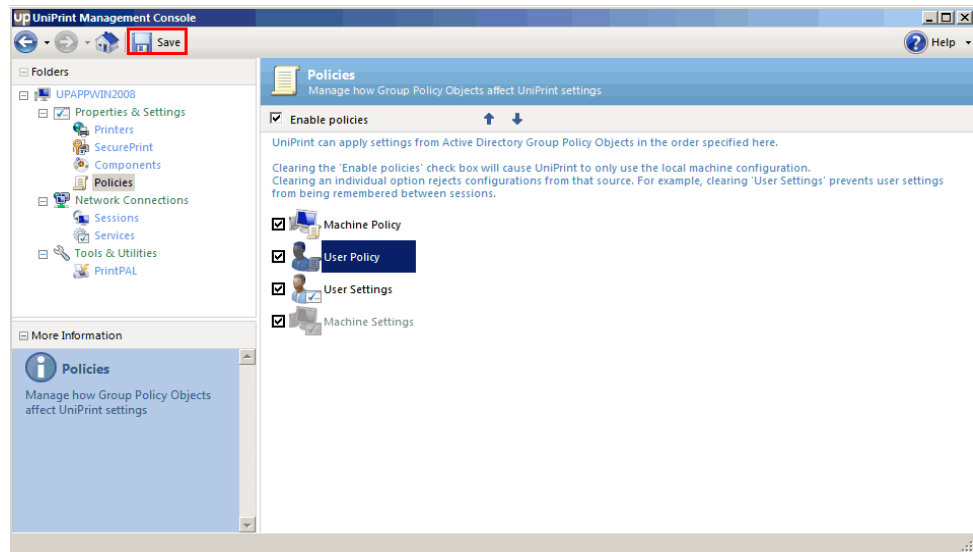 UP UniPrint Management Console
Save
Help
Folders
UPAPPWIN2008
Properties & Settings
Printers
SecurePrint
Components
Policies
Network Connections
Sessions
Services
Tools & Utilities
PrintPAL
More Information
Policies
Manage how Group Policy Objects
affect UniPrint settings
Policies
Manage how Group Policy Objects affect UniPrint settings
Enable policies
UniPrint can apply settings from Active Directory Group Policy Objects in the order specified here.
Clearing the 'Enable policies' check box will cause UniPrint to only use the local machine configuration.
Clearing an individual option rejects configurations from that source. For example, clearing 'User Settings' prevents user settings
from being remembered between sessions.
Machine Policy
User Policy
User Settings
Machine Settings